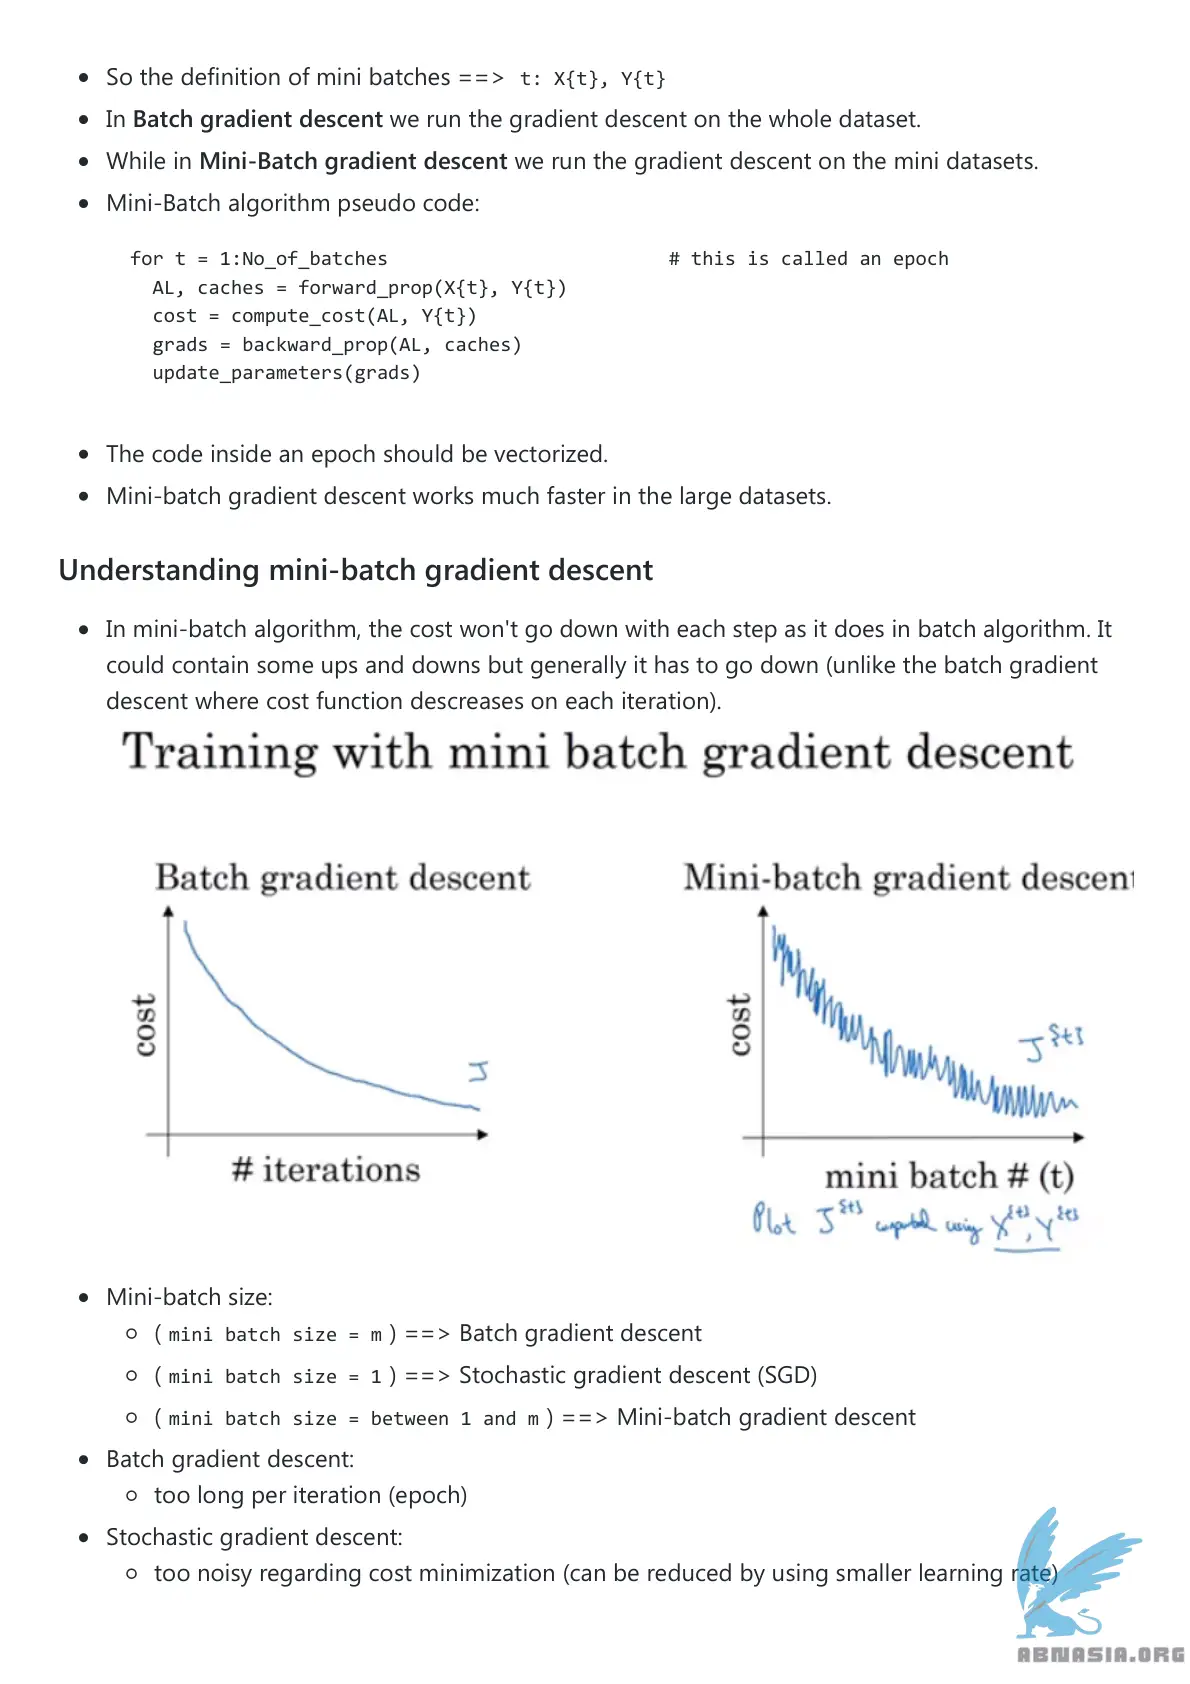 So the definition of mini batches ==> t: X{t}, Y{t}
In Batch gradient descent we run the gradient descent on the whole dataset.
While in Mini-Batch gradient descent we run the gradient descent on the mini datasets.
Mini-Batch algorithm pseudo code:
for t = 1:No_of_batches # this is called an epoch
AL, caches = forward_prop(X{t}, Y{t})
cost = compute_cost(AL, Y{t})
grads = backward_prop(AL, caches)
update_parameters(grads)
The code inside an epoch should be vectorized.
Mini-batch gradient descent works much faster in the large datasets.
Understanding mini-batch gradient descent
In mini-batch algorithm, the cost won't go down with each step as it does in batch algorithm. It
could contain some ups and downs but generally it has to go down (unlike the batch gradient
descent where cost function descreases on each iteration).
Training with mini batch gradient descent
Batch gradient descent
cost
J
# iterations
Mini-batch gradient descent
cost
J{t}
mini batch # (t)
Plot J{t} computed using X{t}, Y{t}
Mini-batch size:
( mini batch size = m ) ==> Batch gradient descent
( mini batch size = 1 ) ==> Stochastic gradient descent (SGD)
( mini batch size = between 1 and m ) ==> Mini-batch gradient descent
Batch gradient descent:
too long per iteration (epoch)
Stochastic gradient descent:
too noisy regarding cost minimization (can be reduced by using smaller learning rate)
ABNASIA.ORG